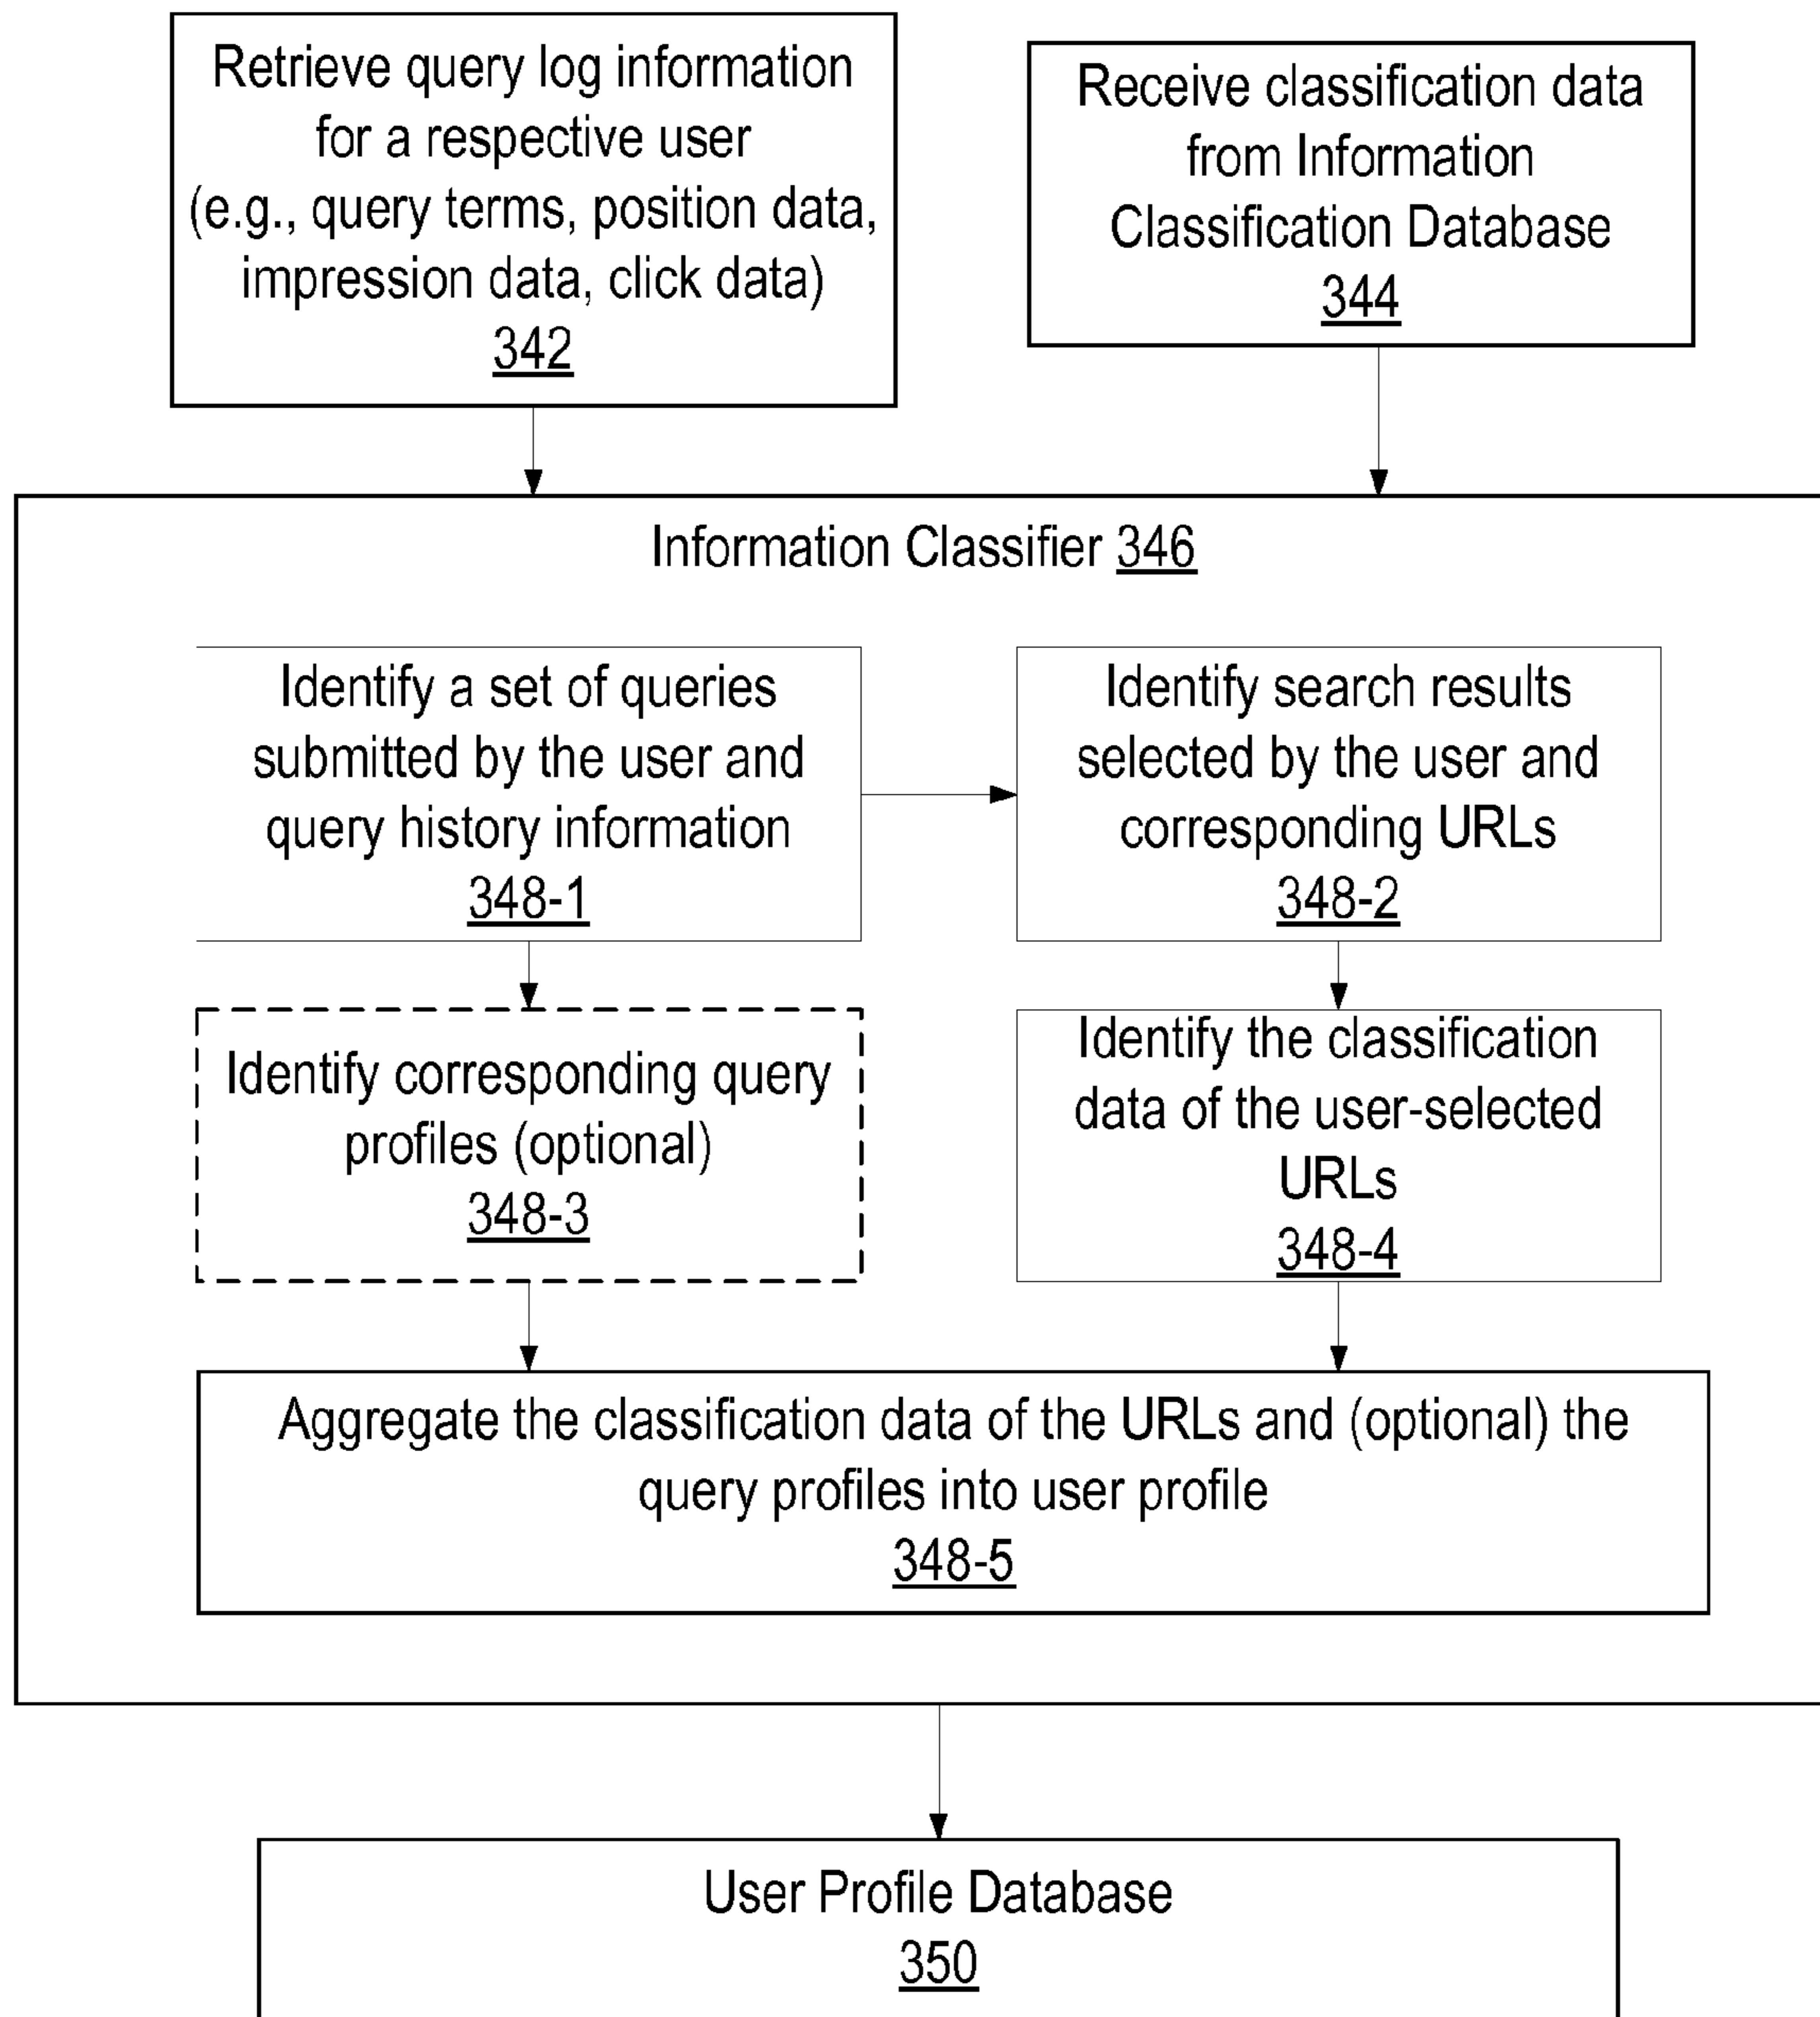 Retrieve query log information
for a respective user
(e.g., query terms, position data,
impression data, click data)
342
Receive classification data
from Information
Classification Database
344
Information Classifier 346
Identify a set of queries
submitted by the user and
query history information
348-1
Identify search results
selected by the user and
corresponding URLs
348-2
Identify corresponding query
profiles (optional)
348-3
Identify the classification
data of the user-selected
URLs
348-4
Aggregate the classification data of the URLs and (optional) the
query profiles into user profile
348-5
User Profile Database
350